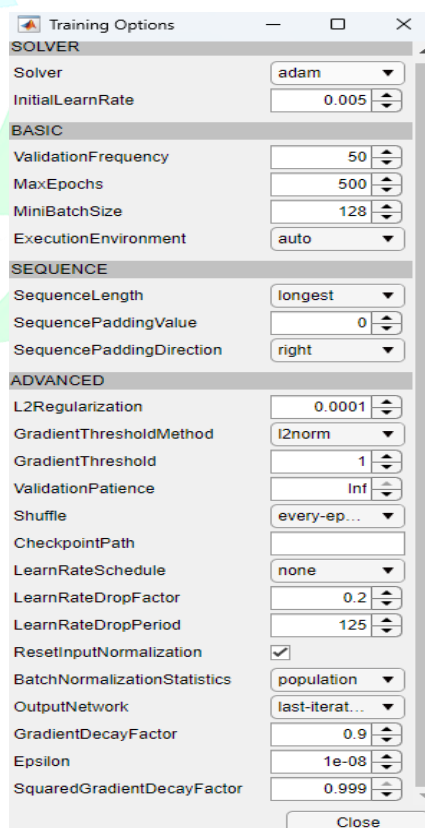 Training Options
SOLVER
Solver adam
InitialLearnRate 0.005
BASIC
ValidationFrequency 50
MaxEpochs 500
MiniBatchSize 128
ExecutionEnvironment auto
SEQUENCE
SequenceLength longest
SequencePaddingValue 0
SequencePaddingDirection right
ADVANCED
L2Regularization 0.0001
GradientThresholdMethod l2norm
GradientThreshold 1
ValidationPatience Inf
Shuffle every-ep...
CheckpointPath
LearnRateSchedule none
LearnRateDropFactor 0.2
LearnRateDropPeriod 125
ResetInputNormalization
BatchNormalizationStatistics population
OutputNetwork last-iterat...
GradientDecayFactor 0.9
Epsilon 1e-08
SquaredGradientDecayFactor 0.999
Close